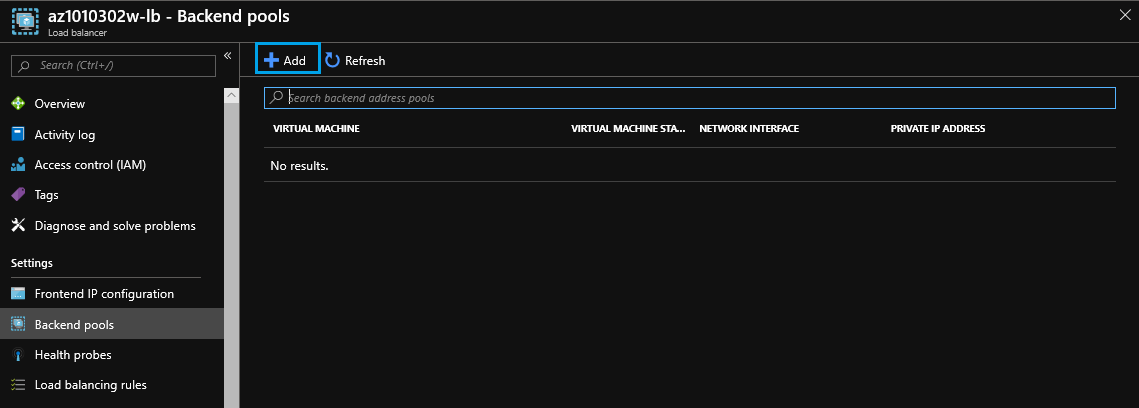 az1010302w-lb - Backend pools
Load balancer
Search (Ctrl+/)
«
Add
Refresh
Search backend address pools
VIRTUAL MACHINE
VIRTUAL MACHINE STA...
NETWORK INTERFACE
PRIVATE IP ADDRESS
No results.
Overview
Activity log
Access control (IAM)
Tags
Diagnose and solve problems
Settings
Frontend IP configuration
Backend pools
Health probes
Load balancing rules